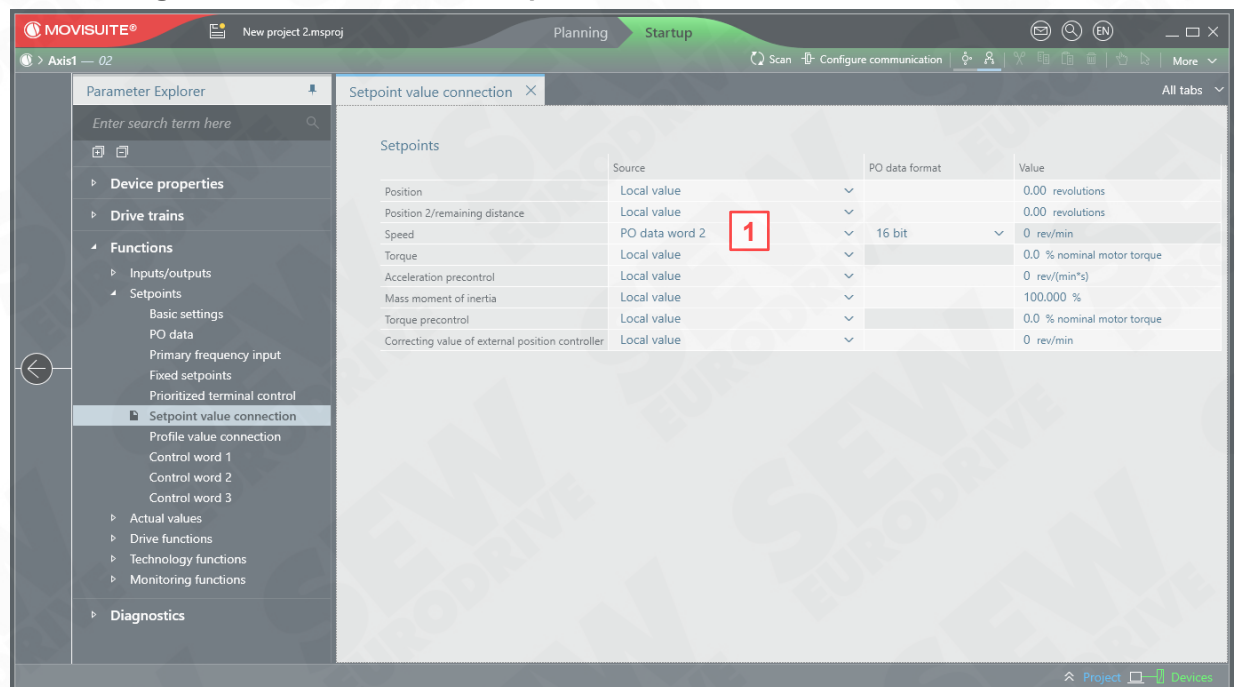 MOVISUITE® New project 2.msproj Planning Startup EN
> Axis1 — 02 Scan Configure communication More
Parameter Explorer Setpoint value connection × All tabs
Enter search term here
Setpoints
Source PO data format Value
Device properties
Position Local value 0.00 revolutions
Drive trains
Position 2/remaining distance Local value 0.00 revolutions
Speed PO data word 2 1 16 bit 0 rev/min
Functions
Torque Local value 0.0 % nominal motor torque
Inputs/outputs
Acceleration precontrol Local value 0 rev/(min*s)
Setpoints
Mass moment of inertia Local value 100.000 %
Basic settings
Torque precontrol Local value 0.0 % nominal motor torque
PO data
Correcting value of external position controller Local value 0 rev/min
Primary frequency input
Fixed setpoints
Prioritized terminal control
Setpoint value connection
Profile value connection
Control word 1
Control word 2
Control word 3
Actual values
Drive functions
Technology functions
Monitoring functions
Diagnostics
Project Devices
SEW
EURODRIVE